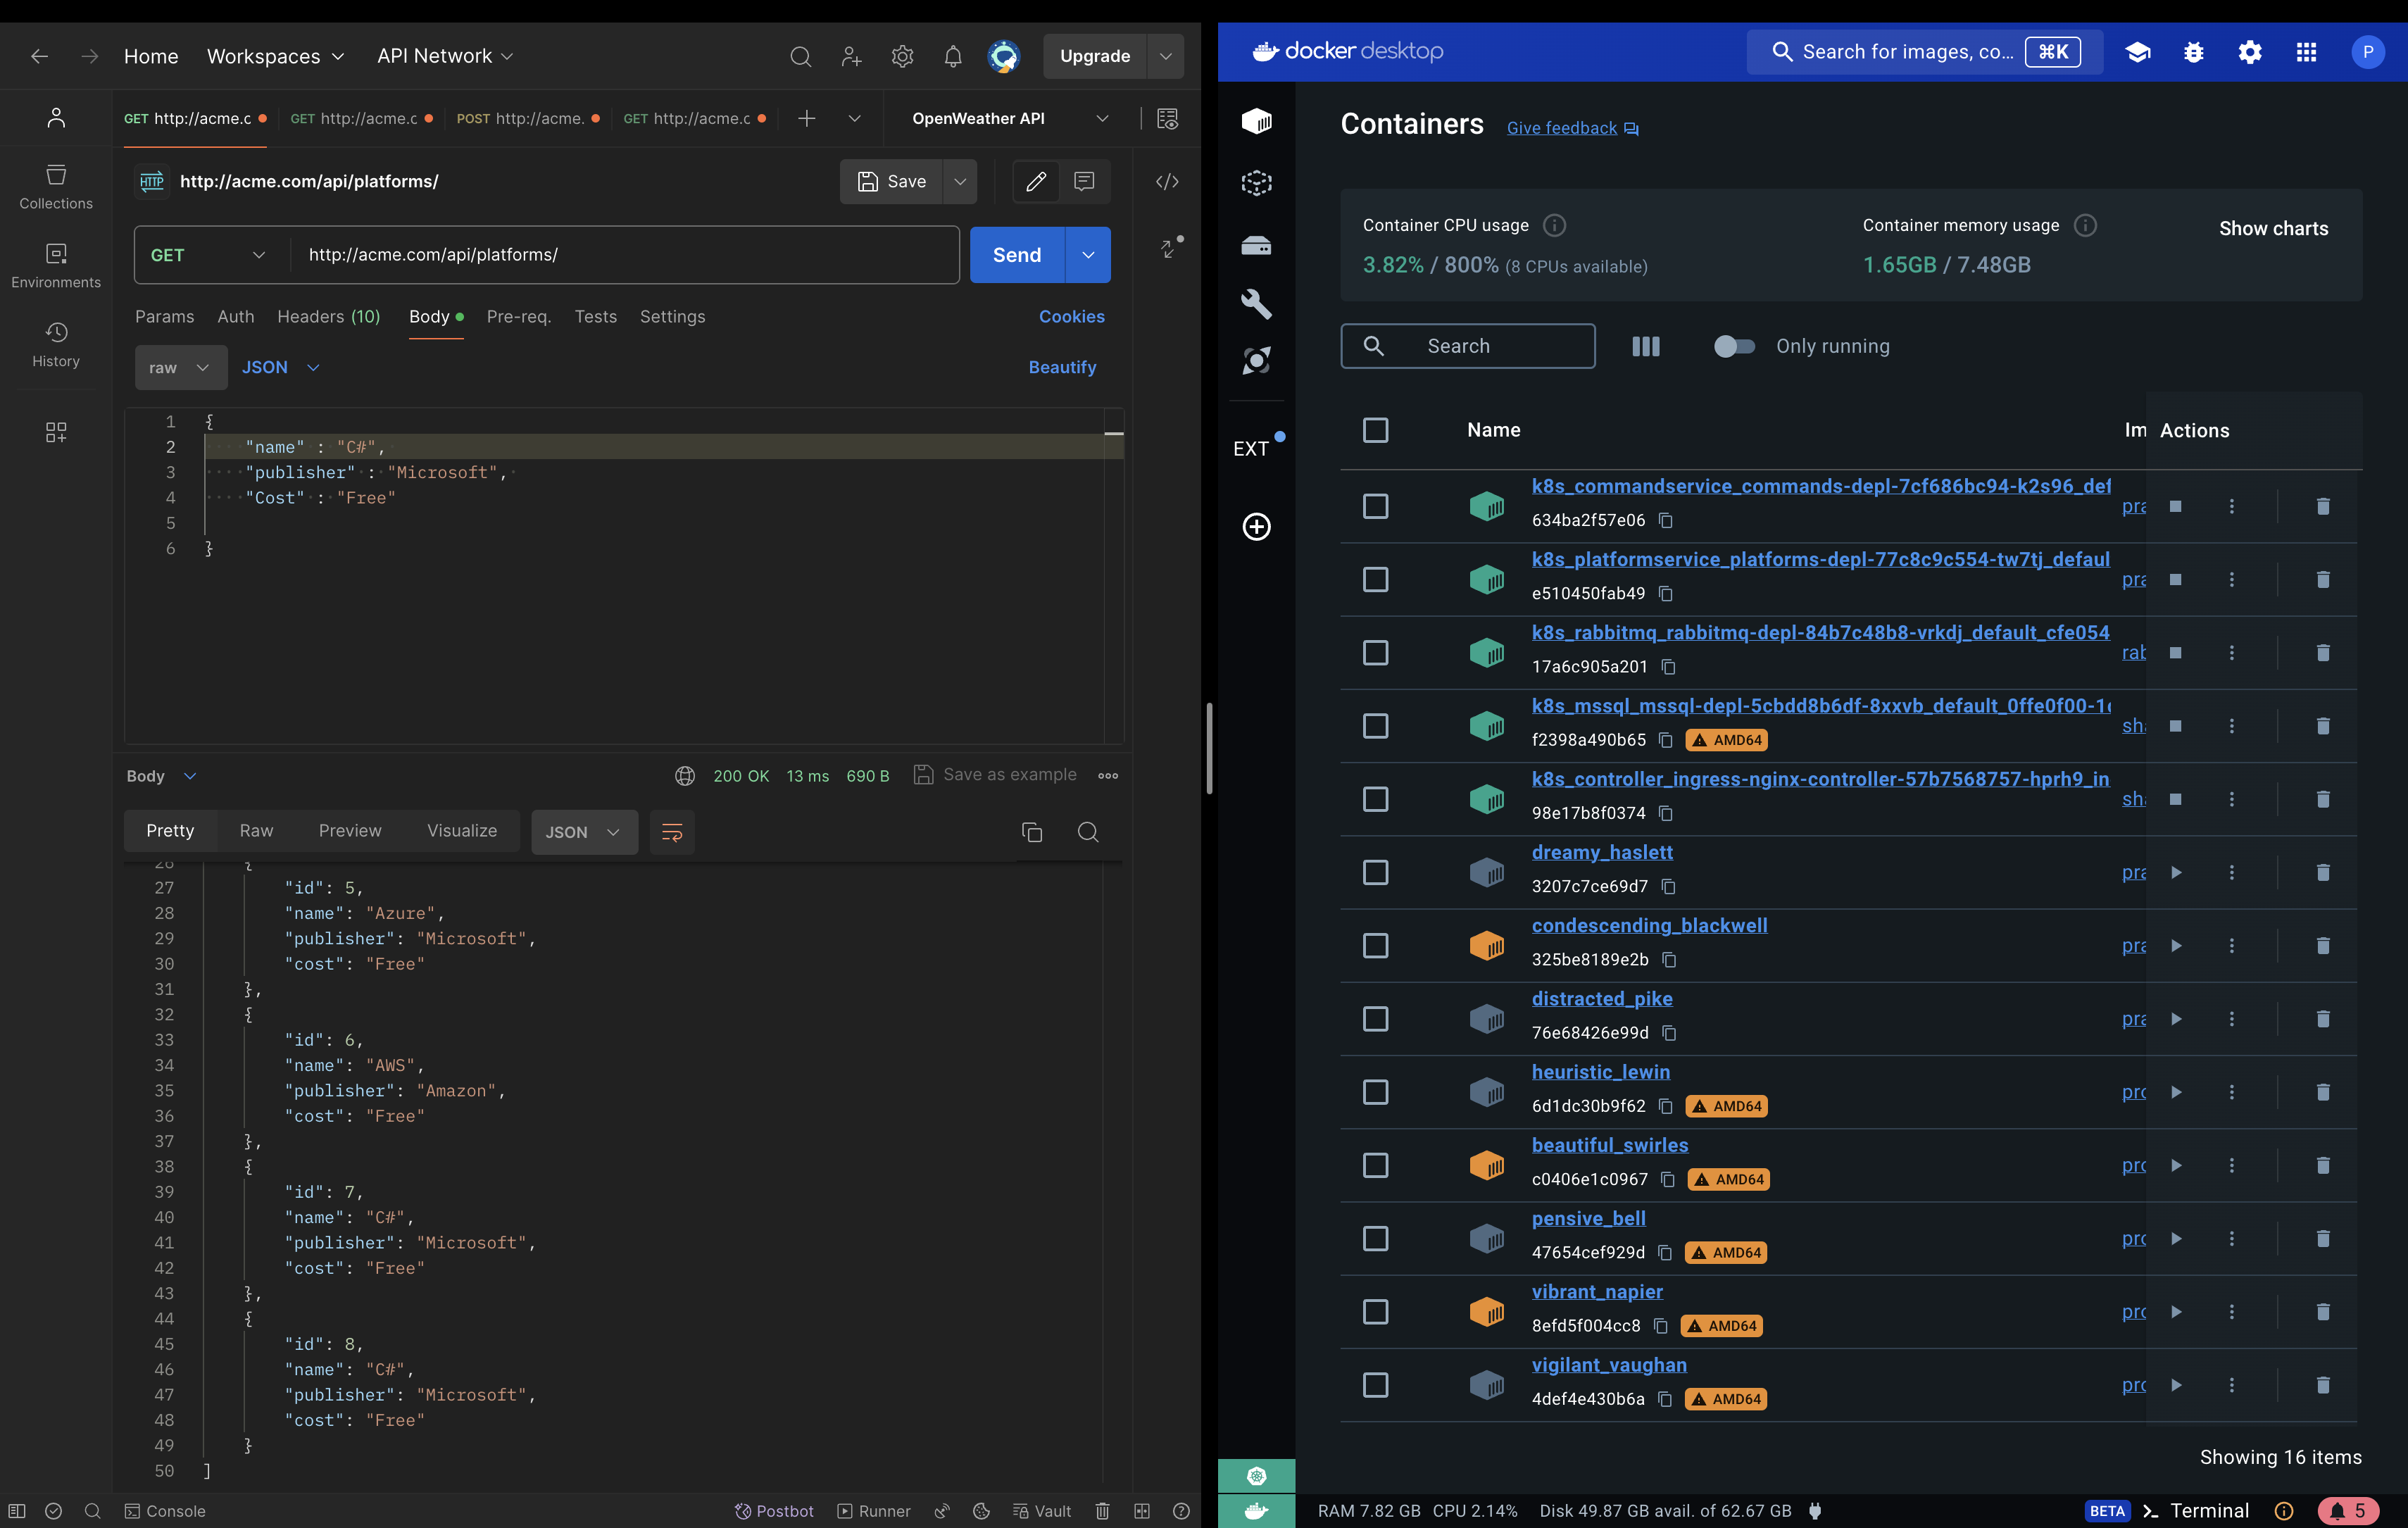 Home Workspaces API Network Upgrade
GET http://acme.c GET http://acme.c POST http://acme. GET http://acme.c OpenWeather API
Collections
Environments
History
HTTP http://acme.com/api/platforms/ Save
GET http://acme.com/api/platforms/ Send
Params Auth Headers (10) Body Pre-req. Tests Settings Cookies
raw JSON Beautify
1 {
2 "name" : "C#",
3 "publisher" : "Microsoft",
4 "Cost" : "Free"
5
6 }
Body 200 OK 13 ms 690 B Save as example
Pretty Raw Preview Visualize JSON
26 {
27 "id": 5,
28 "name": "Azure",
29 "publisher": "Microsoft",
30 "cost": "Free"
31 },
32 {
33 "id": 6,
34 "name": "AWS",
35 "publisher": "Amazon",
36 "cost": "Free"
37 },
38 {
39 "id": 7,
40 "name": "C#",
41 "publisher": "Microsoft",
42 "cost": "Free"
43 },
44 {
45 "id": 8,
46 "name": "C#",
47 "publisher": "Microsoft",
48 "cost": "Free"
49 }
50 ]
Console Postbot Runner Vault
docker desktop Search for images, co... ⌘K P
EXT
Containers Give feedback
Container CPU usage Container memory usage Show charts
3.82% / 800% (8 CPUs available) 1.65GB / 7.48GB
Search Only running
Name Im Actions
k8s_commandservice_commands-depl-7cf686bc94-k2s96_def
634ba2f57e06 pra
k8s_platformservice_platforms-depl-77c8c9c554-tw7tj_defaul
e510450fab49 pra
k8s_rabbitmq_rabbitmq-depl-84b7c48b8-vrkdj_default_cfe054
17a6c905a201 rab
k8s_mssql_mssql-depl-5cbdd8b6df-8xxvb_default_0ffe0f00-1
f2398a490b65 AMD64 sha
k8s_controller_ingress-nginx-controller-57b7568757-hprh9_in
98e17b8f0374 sh
dreamy_haslett
3207c7ce69d7 pra
condescending_blackwell
325be8189e2b pra
distracted_pike
76e68426e99d pra
heuristic_lewin
6d1dc30b9f62 AMD64 pro
beautiful_swirles
c0406e1c0967 AMD64 pro
pensive_bell
47654cef929d AMD64 pro
vibrant_napier
8efd5f004cc8 AMD64 pro
vigilant_vaughan
4def4e430b6a AMD64 pro
Showing 16 items
RAM 7.82 GB CPU 2.14% Disk 49.87 GB avail. of 62.67 GB BETA Terminal 5